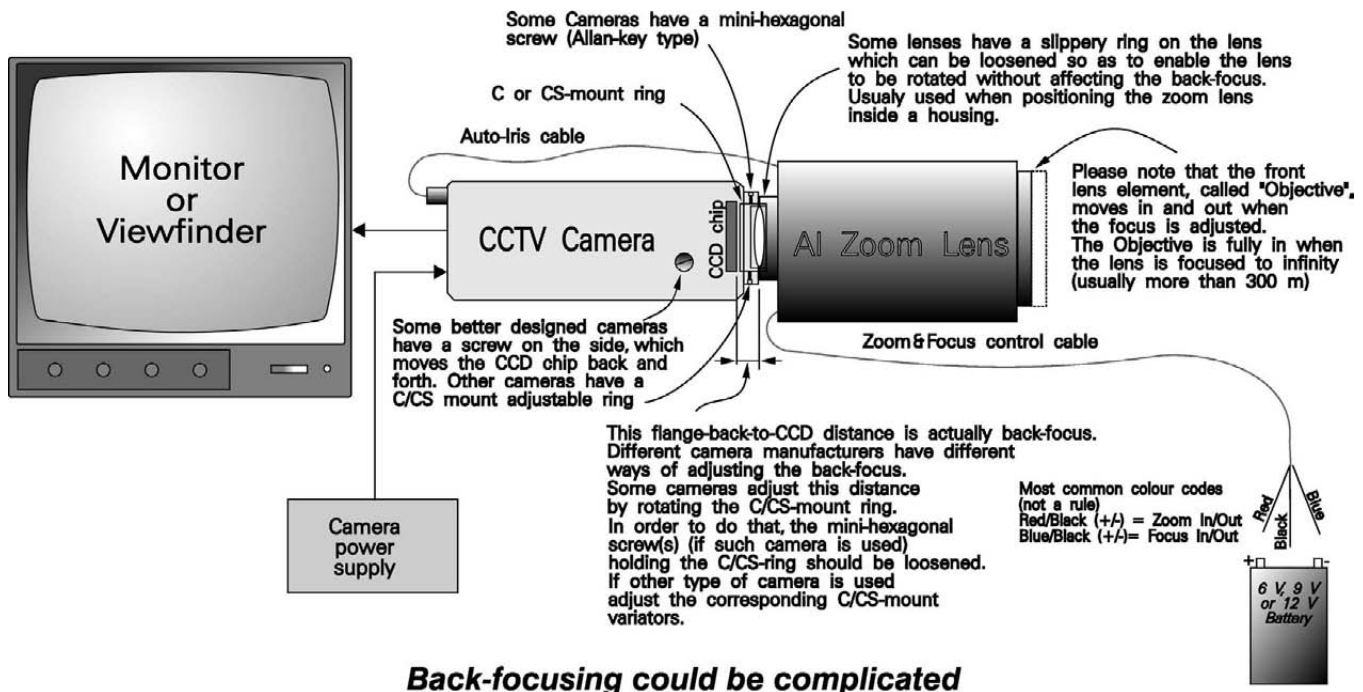 Some Cameras have a mini-hexagonal
screw (Allan-key type)
Some lenses have a slippery ring on the lens
which can be loosened so as to enable the lens
to be rotated without affecting the back-focus.
Usualy used when positioning the zoom lens
inside a housing.
C or CS-mount ring
Auto-Iris cable
Monitor
or
Viewfinder
CCTV Camera
CCD chip
AI Zoom Lens
Please note that the front
lens element, called "Objective",
moves in and out when
the focus is adjusted.
The Objective is fully in when
the lens is focused to infinity
(usually more than 300 m)
Some better designed cameras
have a screw on the side, which
moves the CCD chip back and
forth. Other cameras have a
C/CS mount adjustable ring
Zoom & Focus control cable
This flange-back-to-CCD distance is actually back-focus.
Different camera manufacturers have different
ways of adjusting the back-focus.
Some cameras adjust this distance
by rotating the C/CS-mount ring.
In order to do that, the mini-hexagonal
screw(s) (if such camera is used)
holding the C/CS-ring should be loosened.
If other type of camera is used
adjust the corresponding C/CS-mount
variators.
Camera
power
supply
Most common colour codes
(not a rule)
Red/Black (+/-) = Zoom In/Out
Blue/Black (+/-)= Focus In/Out
Red
Black
Blue
+ -
6 V, 9 V
or 12 V
Battery
Back-focusing could be complicated